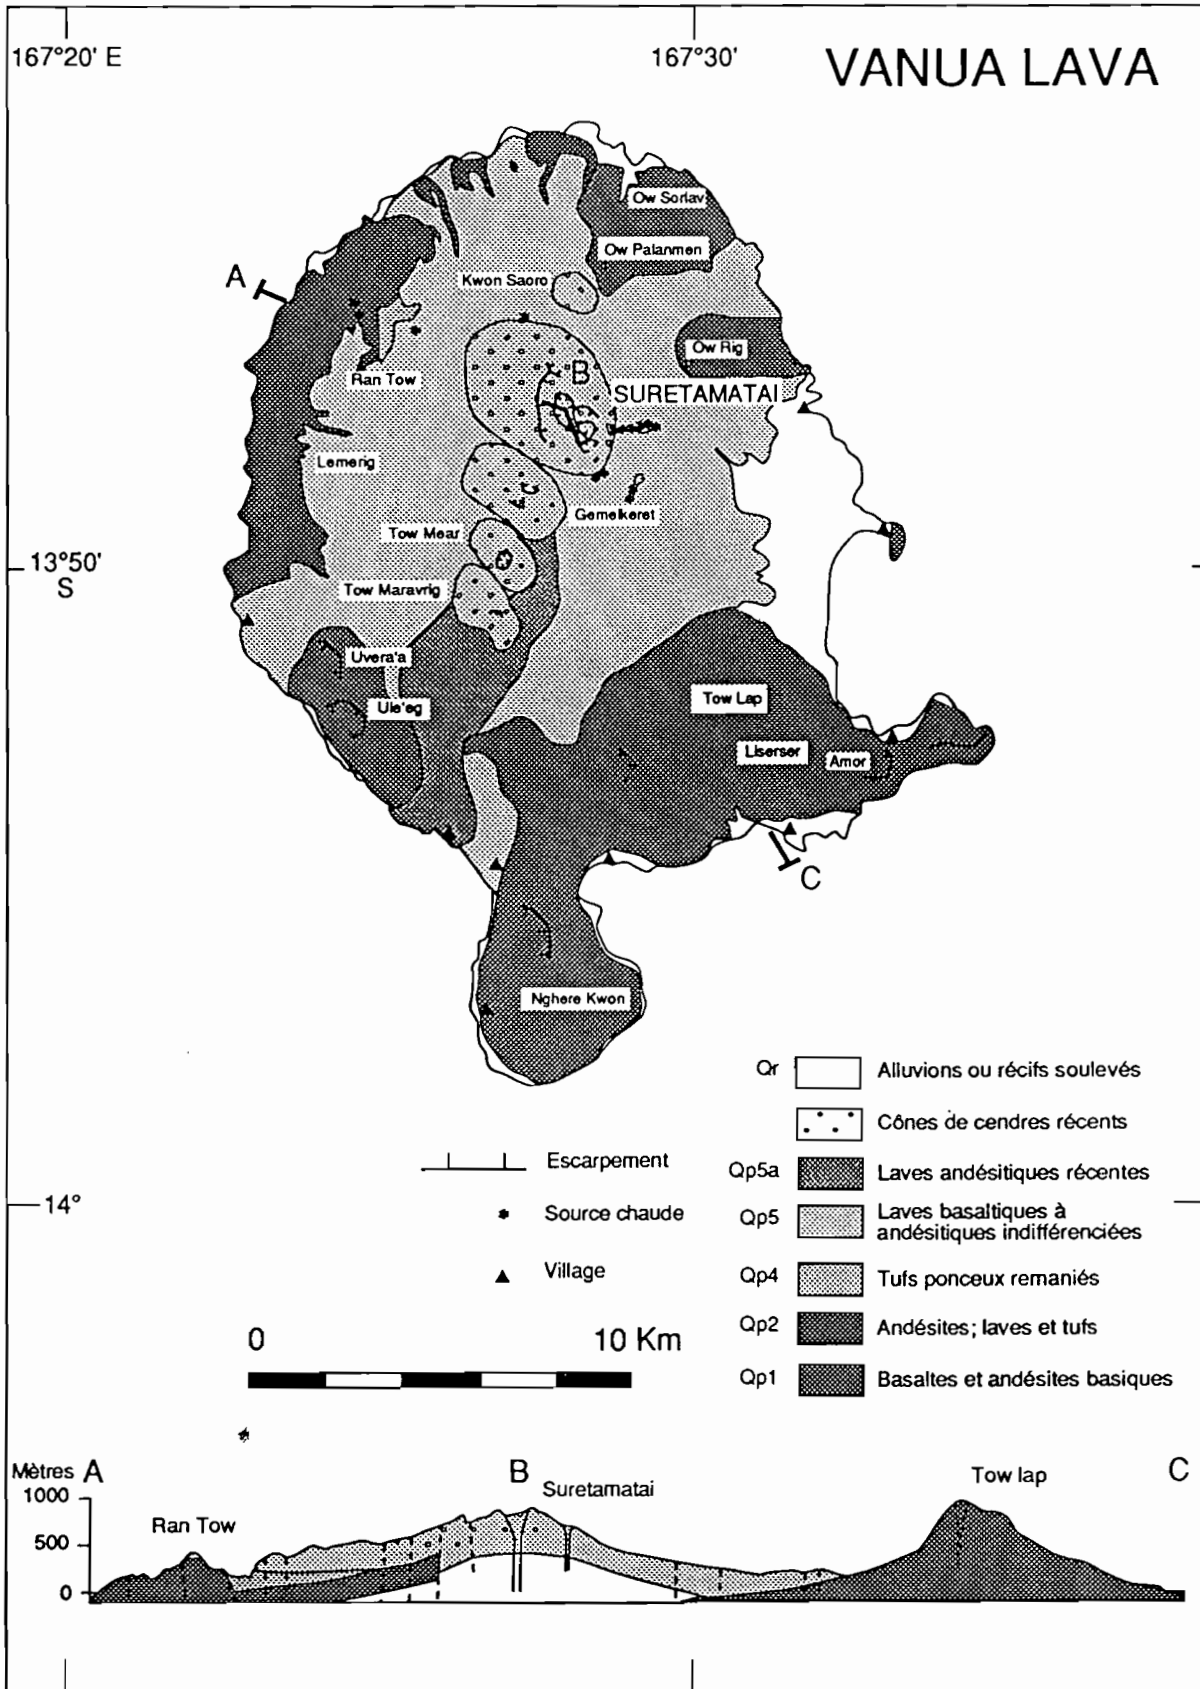 167°20' E
167°30'
VANUA LAVA
Ow Sorlav
Ow Palanmen
A
Kwon Saoro
Ow Rig
B
Ran Tow
SURETAMATAI
Lemerig
Gemelkeret
Tow Mear
13°50'
S
Tow Maravrig
Uvera'a
Ule'eg
Tow Lap
Liserser
Amor
C
Nghere Kwon
Qr
Alluvions ou récifs soulevés
Cônes de cendres récents
Escarpement
Qp5a
Laves andésitiques récentes
14°
Source chaude
Qp5
Laves basaltiques à
andésitiques indifférenciées
Village
Qp4
Tufs ponceux remaniés
0
10 Km
Qp2
Andésites; laves et tufs
Qp1
Basaltes et andésites basiques
Mètres
A
B
C
1000
500
0
Ran Tow
Suretamatai
Tow lap